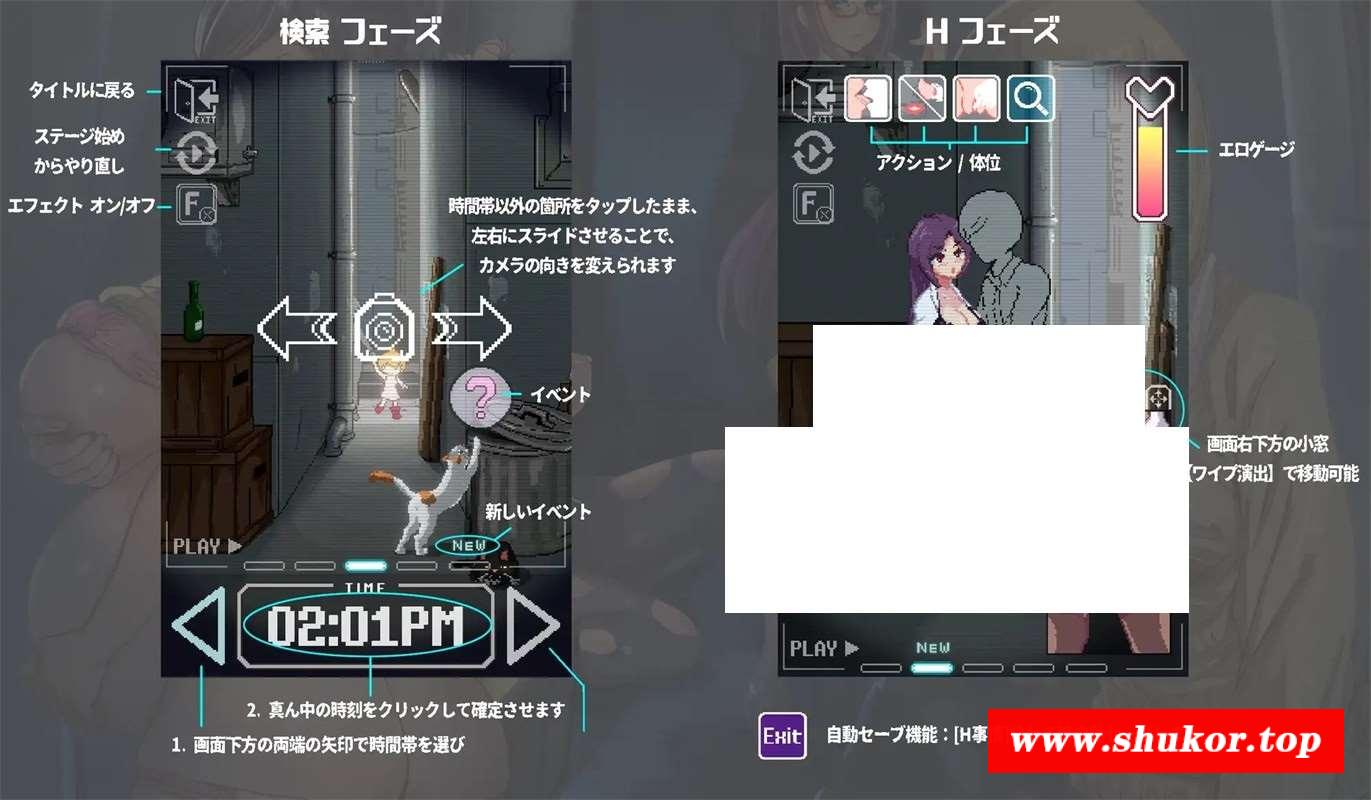 検索 フェーズ
タイトルに戻る
EXIT
ステージ始め
からやり直し
エフェクト オン/オフ
F
時間帯以外の箇所をタップしたまま、
左右にスライドさせることで、
カメラの向きを変えられます
?
イベント
新しいイベント
NEW
PLAY
TIME
02:01PM
2. 真ん中の時刻をクリックして確定させます
1. 画面下方の両端の矢印で時間帯を選び
H フェーズ
EXIT
アクション / 体位
エロゲージ
F
画面右下方の小窓
【ワイプ演出】で移動可能
PLAY
NEW
Exit
自動セーブ機能：[H事
www.shukor.top